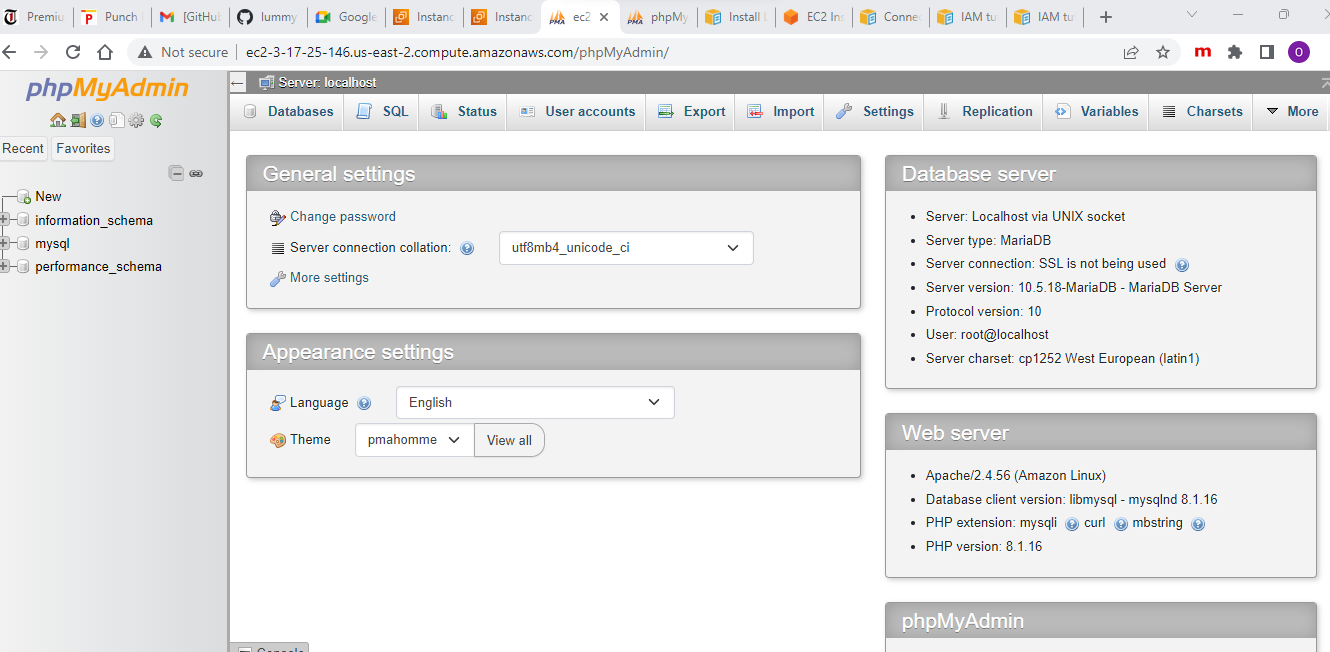 Premiu
Punch
[GitHu
lummy
Google
Instanc
Instanc
ec2
phpMy
Install
EC2 Ins
Conne
IAM tu
IAM tu
Not secure
ec2-3-17-25-146.us-east-2.compute.amazonaws.com/phpMyAdmin/
m
O
phpMyAdmin
Recent
Favorites
New
information_schema
mysql
performance_schema
Server: localhost
Databases
SQL
Status
User accounts
Export
Import
Settings
Replication
Variables
Charsets
More
General settings
Change password
Server connection collation:
utf8mb4_unicode_ci
More settings
Appearance settings
Language
English
Theme
pmahomme
View all
Database server
Server: Localhost via UNIX socket
Server type: MariaDB
Server connection: SSL is not being used
Server version: 10.5.18-MariaDB - MariaDB Server
Protocol version: 10
User: root@localhost
Server charset: cp1252 West European (latin1)
Web server
Apache/2.4.56 (Amazon Linux)
Database client version: libmysql - mysqlnd 8.1.16
PHP extension: mysqli curl mbstring
PHP version: 8.1.16
phpMyAdmin
Console